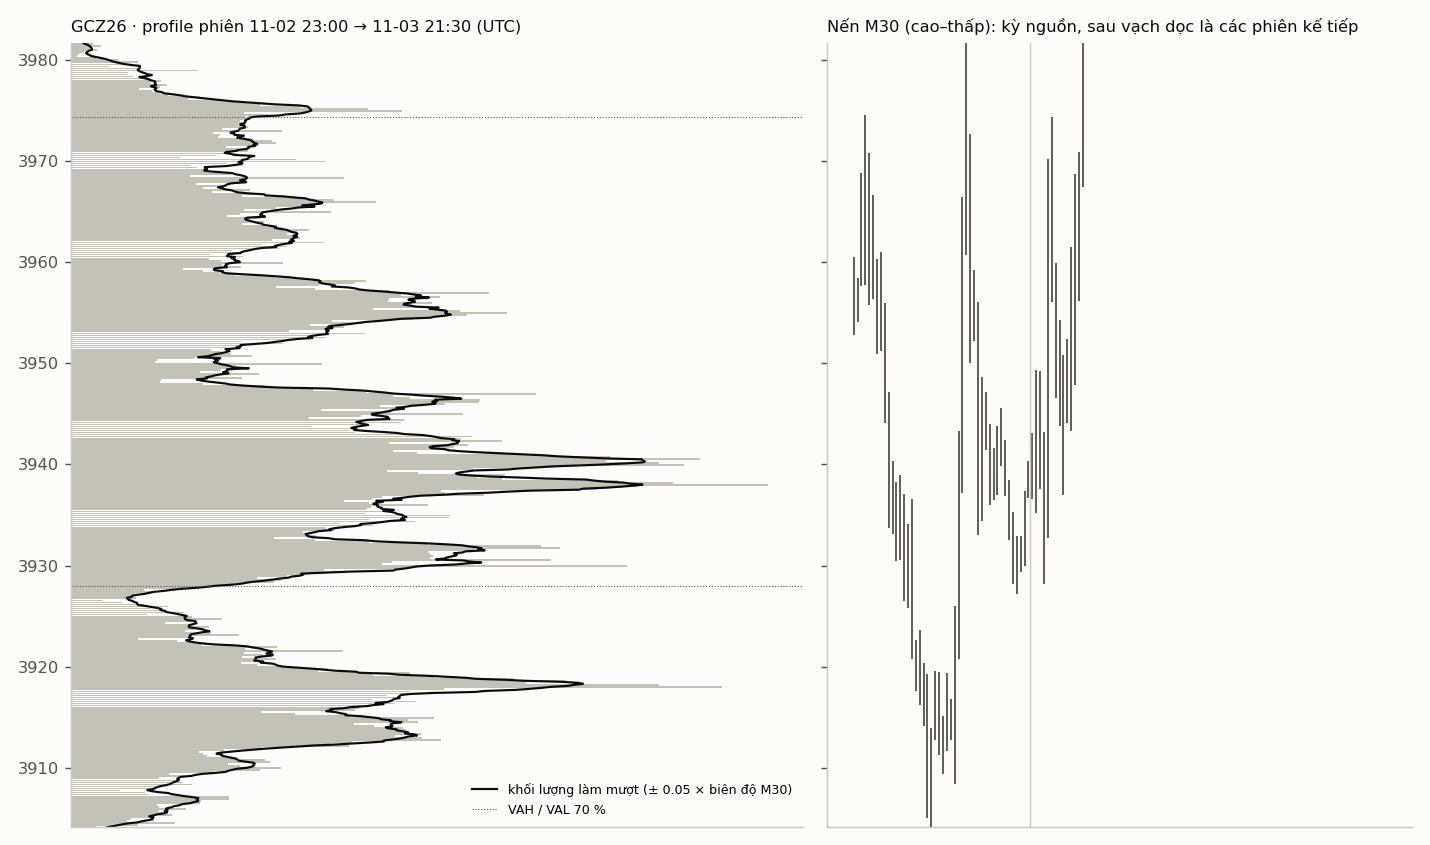 GCZ26 · profile phiên 11-02 23:00 → 11-03 21:30 (UTC)
Nến M30 (cao–thấp): kỳ nguồn, sau vạch dọc là các phiên kế tiếp
3980
3970
3960
3950
3940
3930
3920
3910
khối lượng làm mượt (± 0.05 × biên độ M30)
VAH / VAL 70 %